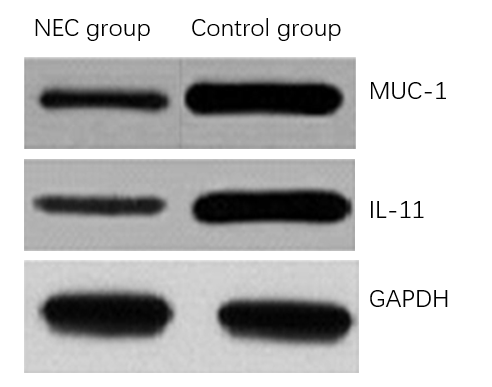 NEC group Control group
MUC-1
IL-11
GAPDH